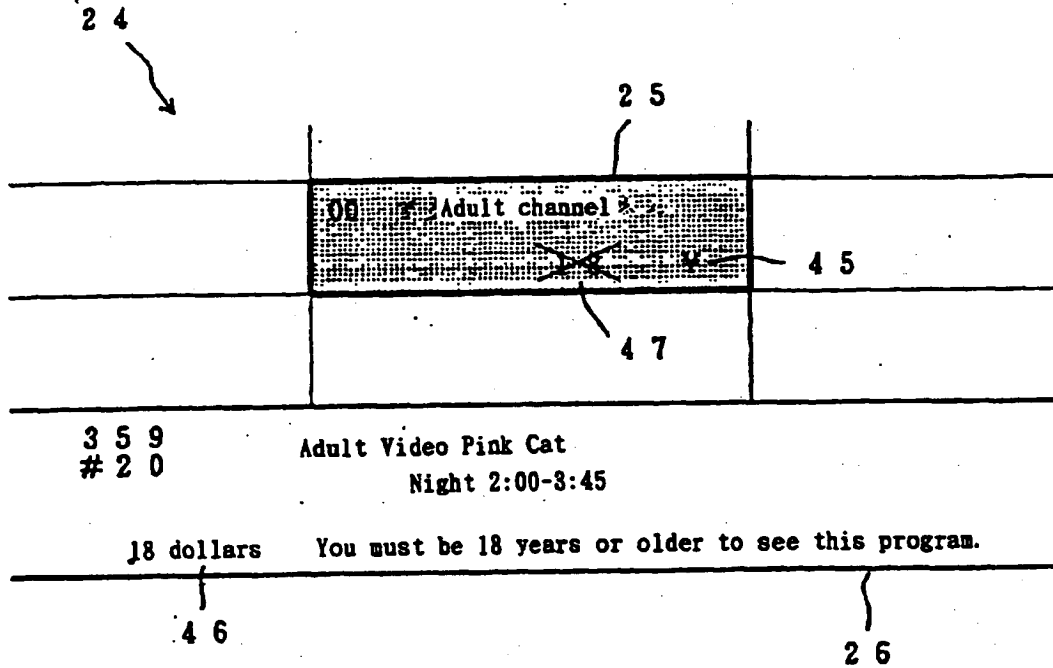 2 4
2 5
00 Adult channel
¥ 4 5
4 7
3 5 9
# 2 0
Adult Video Pink Cat
Night 2:00-3:45
18 dollars You must be 18 years or older to see this program.
4 6
2 6